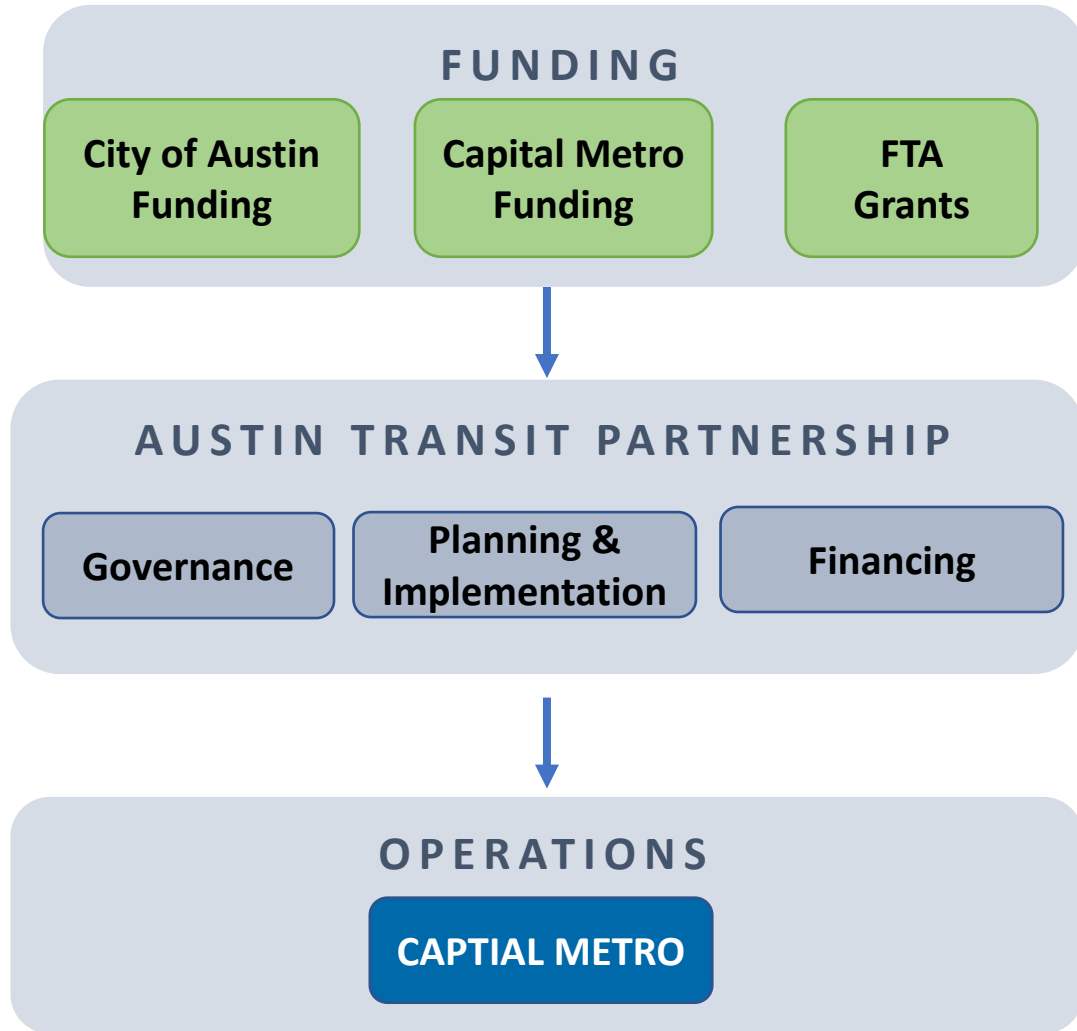 FUNDING
City of Austin
Funding
Capital Metro
Funding
FTA
Grants
AUSTIN TRANSIT PARTNERSHIP
Governance
Planning &
Implementation
Financing
OPERATIONS
CAPTIAL METRO